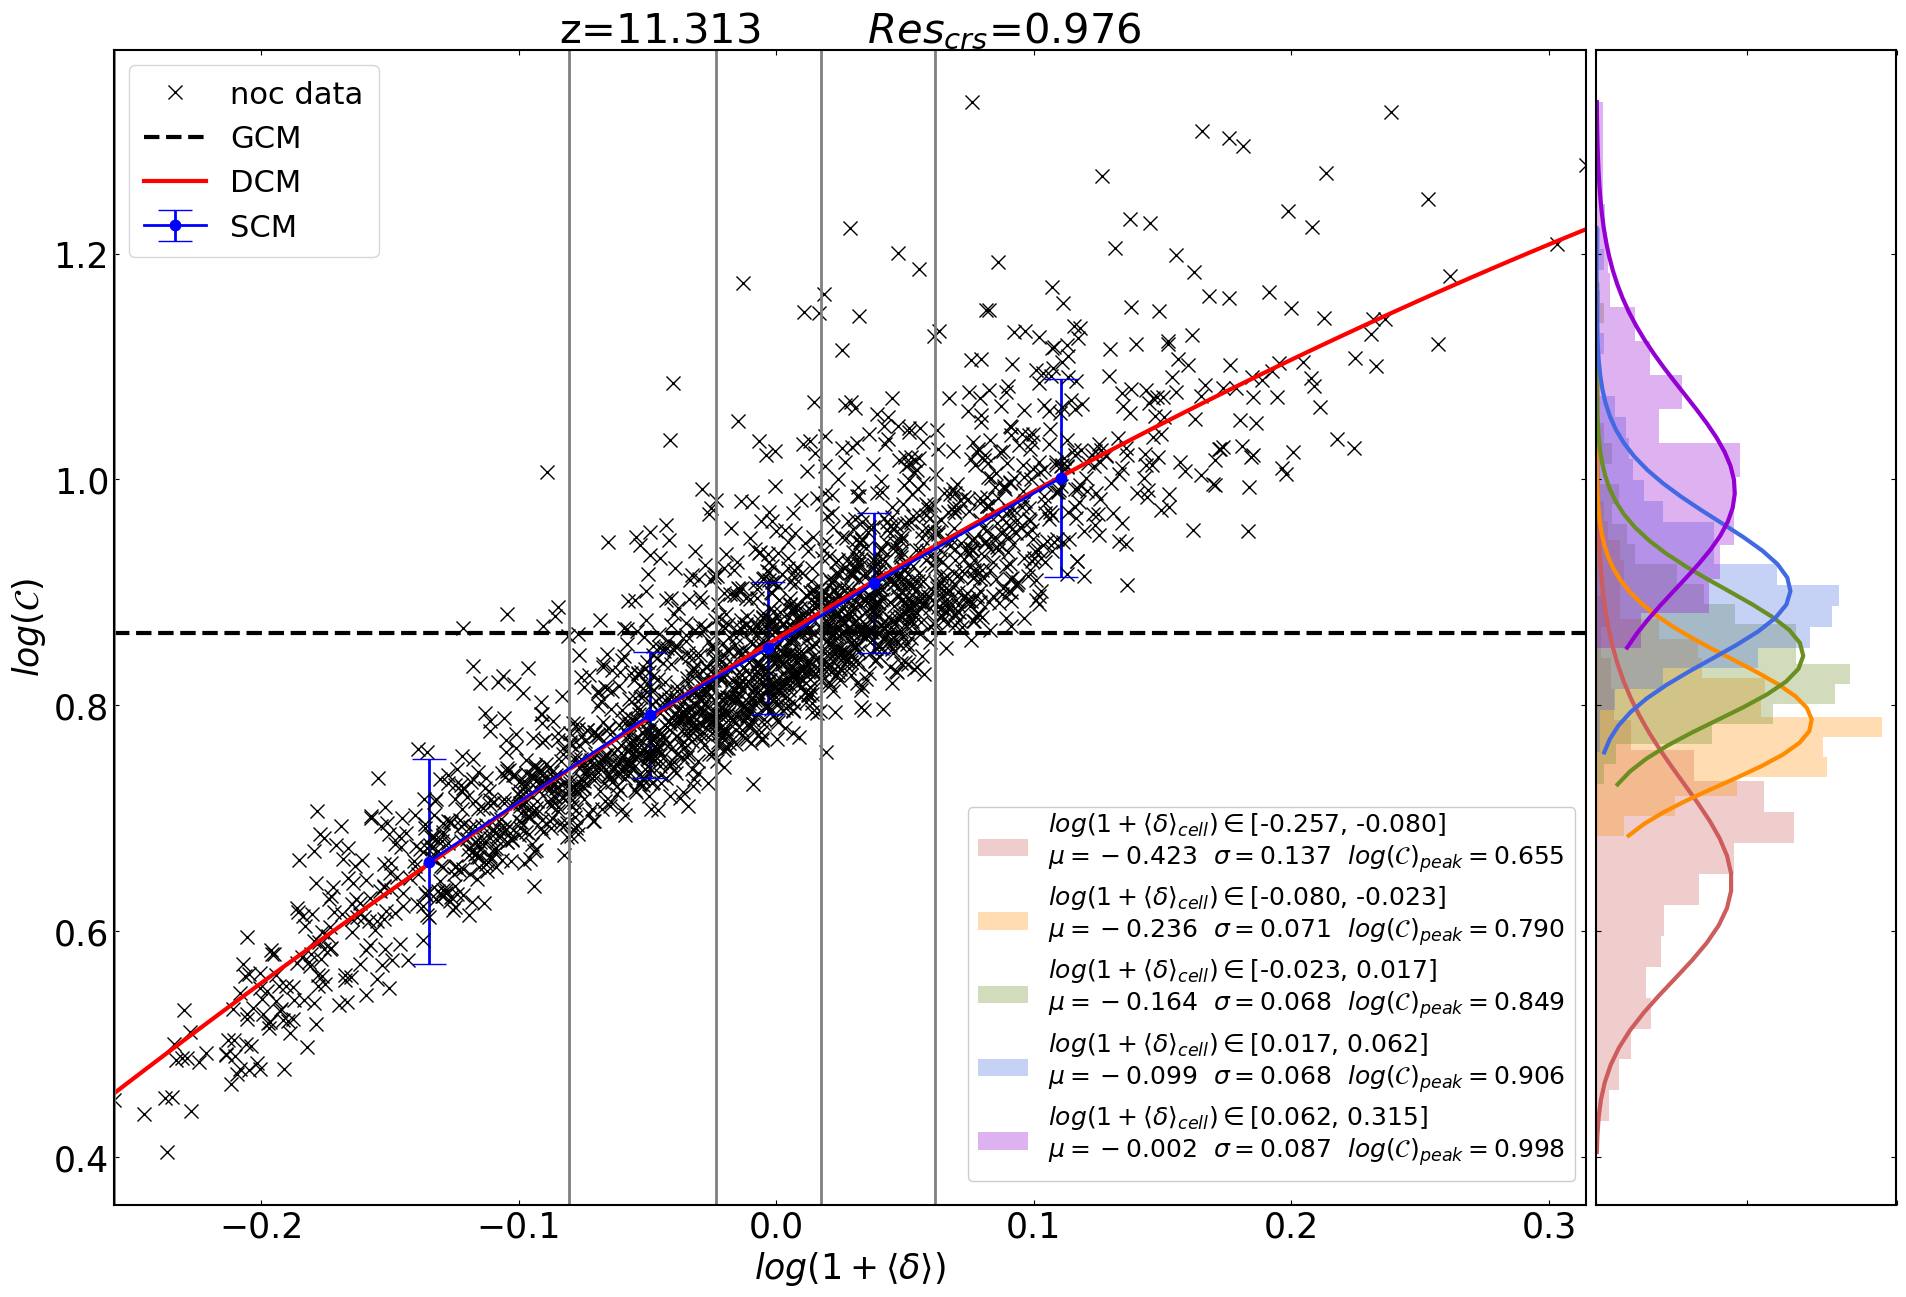 z=11.313 Res_crs=0.976
noc data
GCM
DCM
SCM
log(𝒞)
1.2
1.0
0.8
0.6
0.4
−0.2 −0.1 0.0 0.1 0.2 0.3
log(1 + ⟨δ⟩)
log(1 + ⟨δ⟩_cell) ∈ [-0.257, -0.080]
μ = −0.423 σ = 0.137 log(𝒞)_peak = 0.655
log(1 + ⟨δ⟩_cell) ∈ [-0.080, -0.023]
μ = −0.236 σ = 0.071 log(𝒞)_peak = 0.790
log(1 + ⟨δ⟩_cell) ∈ [-0.023, 0.017]
μ = −0.164 σ = 0.068 log(𝒞)_peak = 0.849
log(1 + ⟨δ⟩_cell) ∈ [0.017, 0.062]
μ = −0.099 σ = 0.068 log(𝒞)_peak = 0.906
log(1 + ⟨δ⟩_cell) ∈ [0.062, 0.315]
μ = −0.002 σ = 0.087 log(𝒞)_peak = 0.998